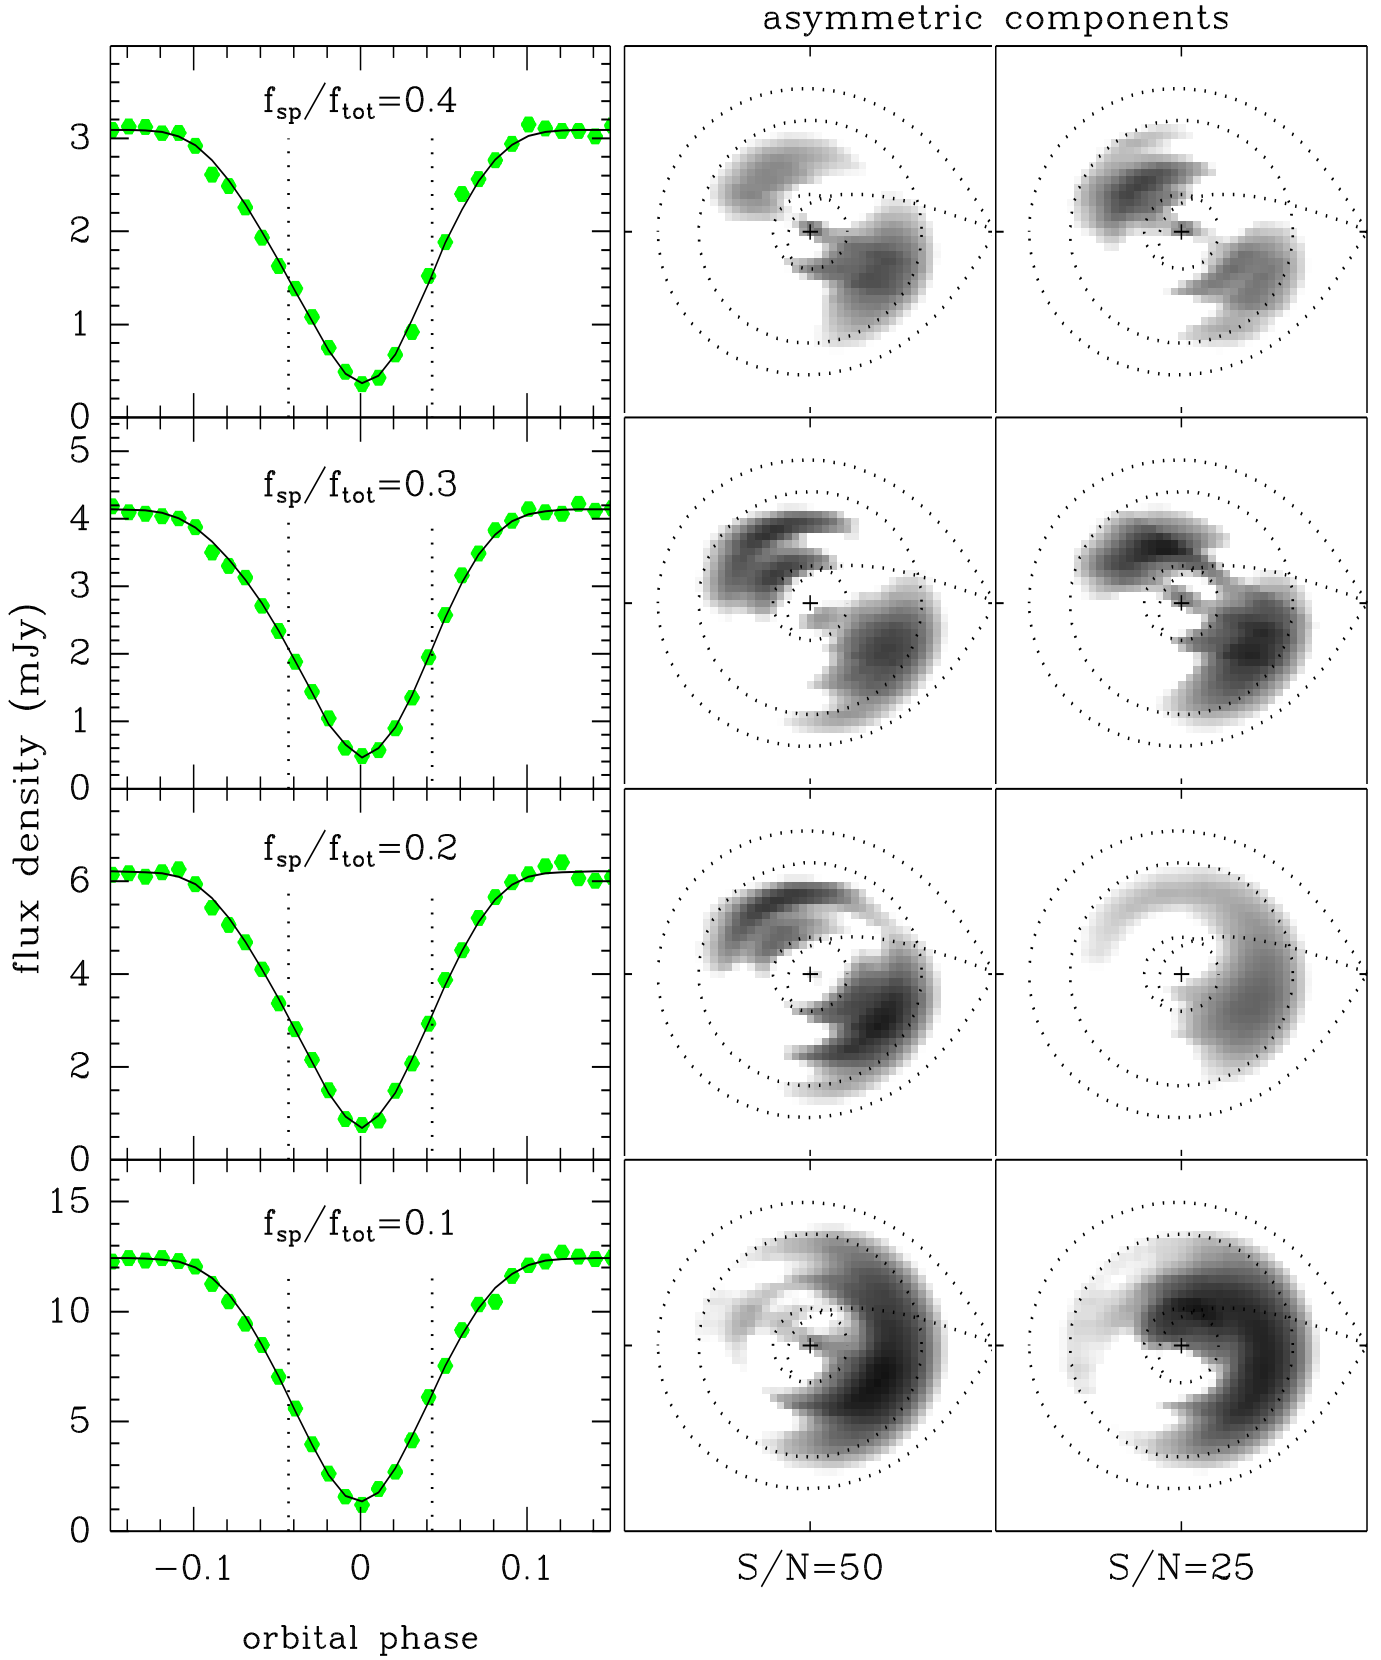 asymmetric components
f_sp/f_tot=0.4
3
2
1
0
f_sp/f_tot=0.3
5
4
3
2
1
0
f_sp/f_tot=0.2
6
4
2
0
f_sp/f_tot=0.1
15
10
5
0
flux density (mJy)
−0.1 0 0.1
S/N=50 S/N=25
orbital phase